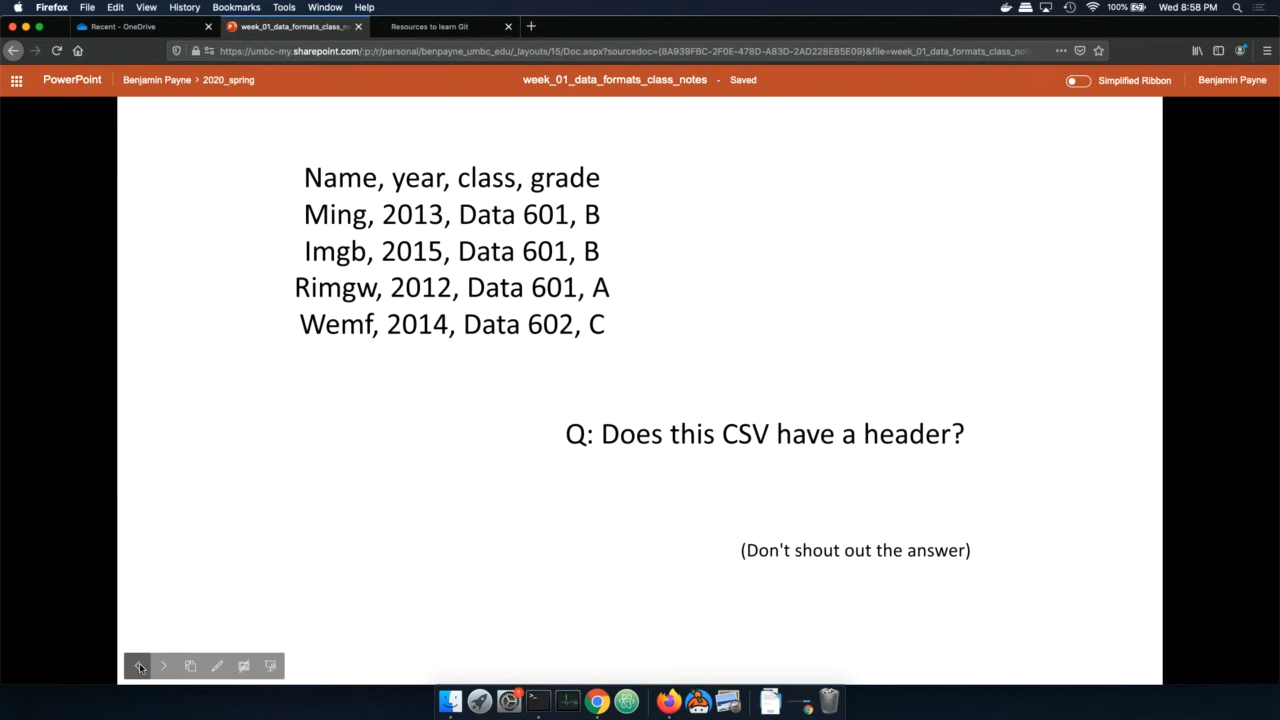 Firefox File Edit View History Bookmarks Tools Window Help 100% Wed 8:58 PM
Recent - OneDrive week_01_data_formats_class_n Resources to learn Git
https://umbc-my.sharepoint.com/:p:/r/personal/benpayne_umbc_edu/_layouts/15/Doc.aspx?sourcedoc={8A939FBC-2F0E-478D-A83D-2AD228EB5E09}&file=week_01_data_formats_class_not
PowerPoint Benjamin Payne > 2020_spring week_01_data_formats_class_notes - Saved Simplified Ribbon Benjamin Payne
Name, year, class, grade
Ming, 2013, Data 601, B
Imgb, 2015, Data 601, B
Rimgw, 2012, Data 601, A
Wemf, 2014, Data 602, C
Q: Does this CSV have a header?
(Don't shout out the answer)